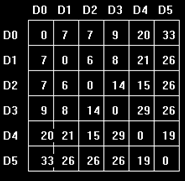 D0 D1 D2 D3 D4 D5
D0 0 7 7 9 20 33
D1 7 0 6 8 21 26
D2 7 6 0 14 15 26
D3 9 8 14 0 29 26
D4 20 21 15 29 0 19
D5 33 26 26 26 19 0